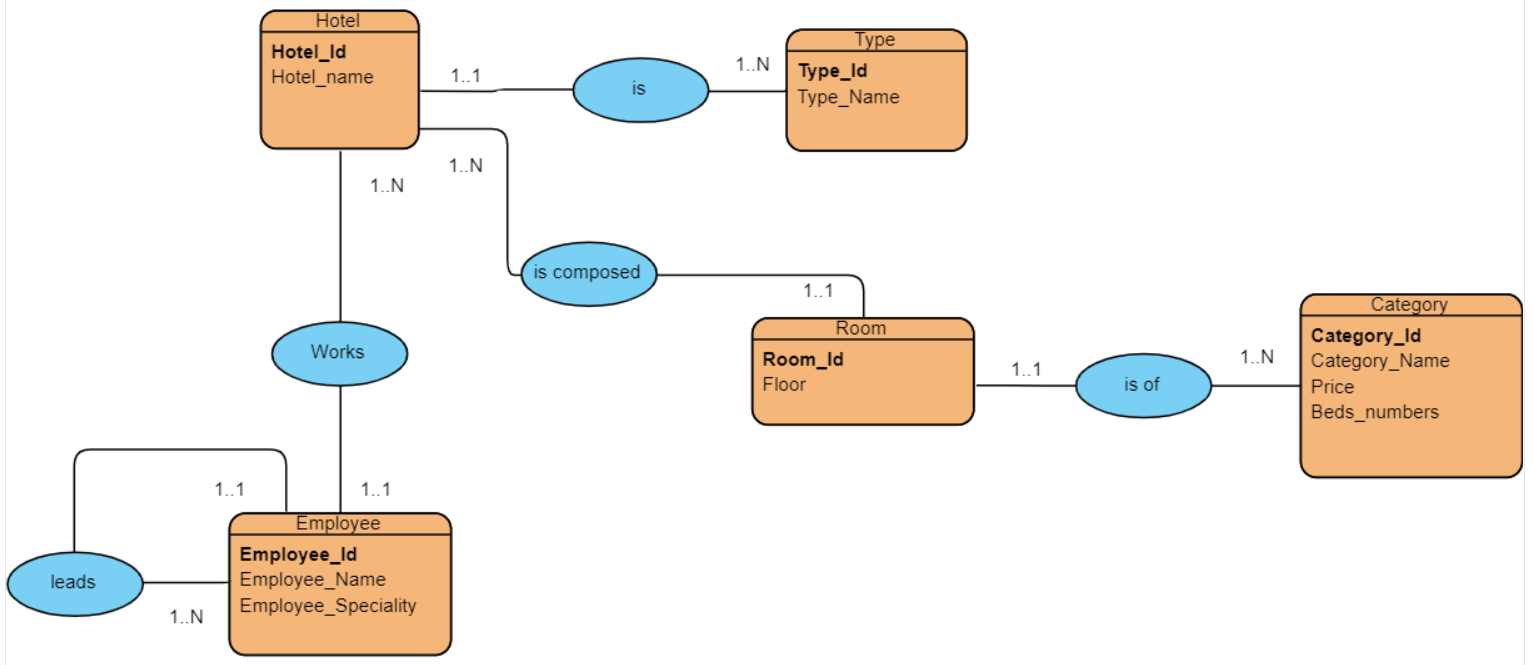 Hotel
Hotel_Id
Hotel_name
1..1
is
1..N
Type
Type_Id
Type_Name
1..N
1..N
is composed
1..1
Room
Room_Id
Floor
1..1
is of
1..N
Category
Category_Id
Category_Name
Price
Beds_numbers
Works
1..1
1..1
Employee
Employee_Id
Employee_Name
Employee_Speciality
leads
1..N